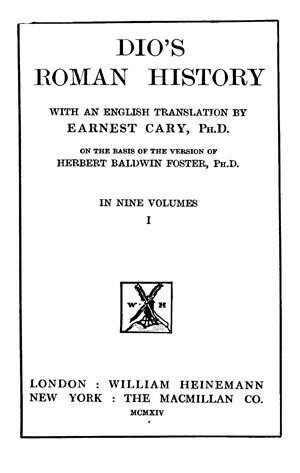 DIO'S
ROMAN HISTORY
WITH AN ENGLISH TRANSLATION BY
EARNEST CARY, PH.D.
ON THE BASIS OF THE VERSION OF
HERBERT BALDWIN FOSTER, PH.D.
IN NINE VOLUMES
I
W H
LONDON : WILLIAM HEINEMANN
NEW YORK : THE MACMILLAN CO.
MCMXIV